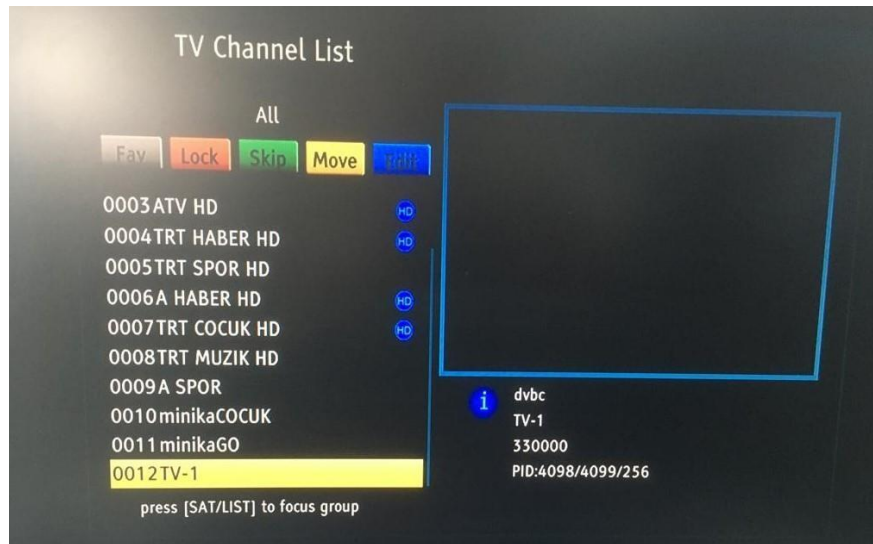 TV Channel List
All
Fav Lock Skip Move Edit
0003 ATV HD HD
0004 TRT HABER HD HD
0005 TRT SPOR HD
0006 A HABER HD HD
0007 TRT COCUK HD HD
0008 TRT MUZIK HD
0009 A SPOR
0010 minikaCOCUK
0011 minikaGO
0012 TV-1
press [SAT/LIST] to focus group
i dvbc
TV-1
330000
PID:4098/4099/256